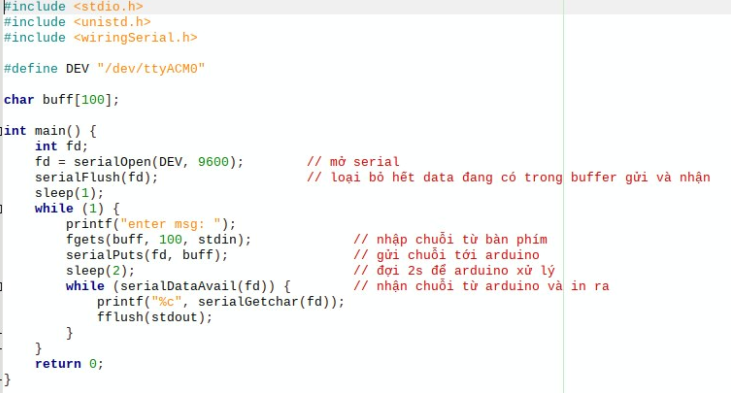 #include <stdio.h>
#include <unistd.h>
#include <wiringSerial.h>
#define DEV "/dev/ttyACM0"
char buff[100];
int main() {
    int fd;
    fd = serialOpen(DEV, 9600);        // mở serial
    serialFlush(fd);                   // loại bỏ hết data đang có trong buffer gửi và nhận
    sleep(1);
    while (1) {
        printf("enter msg: ");
        fgets(buff, 100, stdin);             // nhập chuỗi từ bàn phím
        serialPuts(fd, buff);                // gửi chuỗi tới arduino
        sleep(2);                            // đợi 2s để arduino xử lý
        while (serialDataAvail(fd)) {        // nhận chuỗi từ arduino và in ra
            printf("%c", serialGetchar(fd));
            fflush(stdout);
        }
    }
    return 0;
}